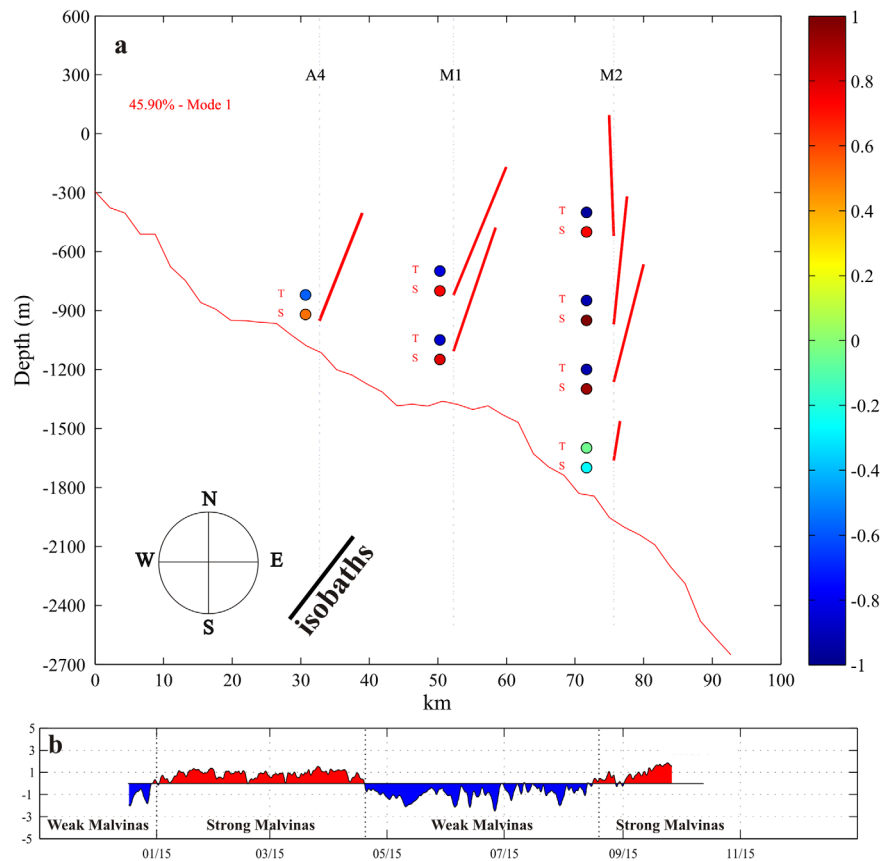 a
600
300
0
-300
-600
-900
-1200
-1500
-1800
-2100
-2400
-2700
Depth (m)
45.90% - Mode 1
A4
M1
M2
T
S
T
S
T
S
T
S
T
S
T
S
T
S
N
W E
S
isobaths
0 10 20 30 40 50 60 70 80 90 100
km
1
0.8
0.6
0.4
0.2
0
-0.2
-0.4
-0.6
-0.8
-1
b
5
3
1
-1
-3
-5
Weak Malvinas Strong Malvinas Weak Malvinas Strong Malvinas
01/15 03/15 05/15 07/15 09/15 11/15